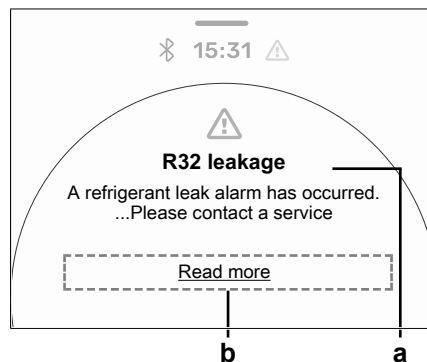 15:31
R32 leakage
A refrigerant leak alarm has occurred.
...Please contact a service
Read more
b a